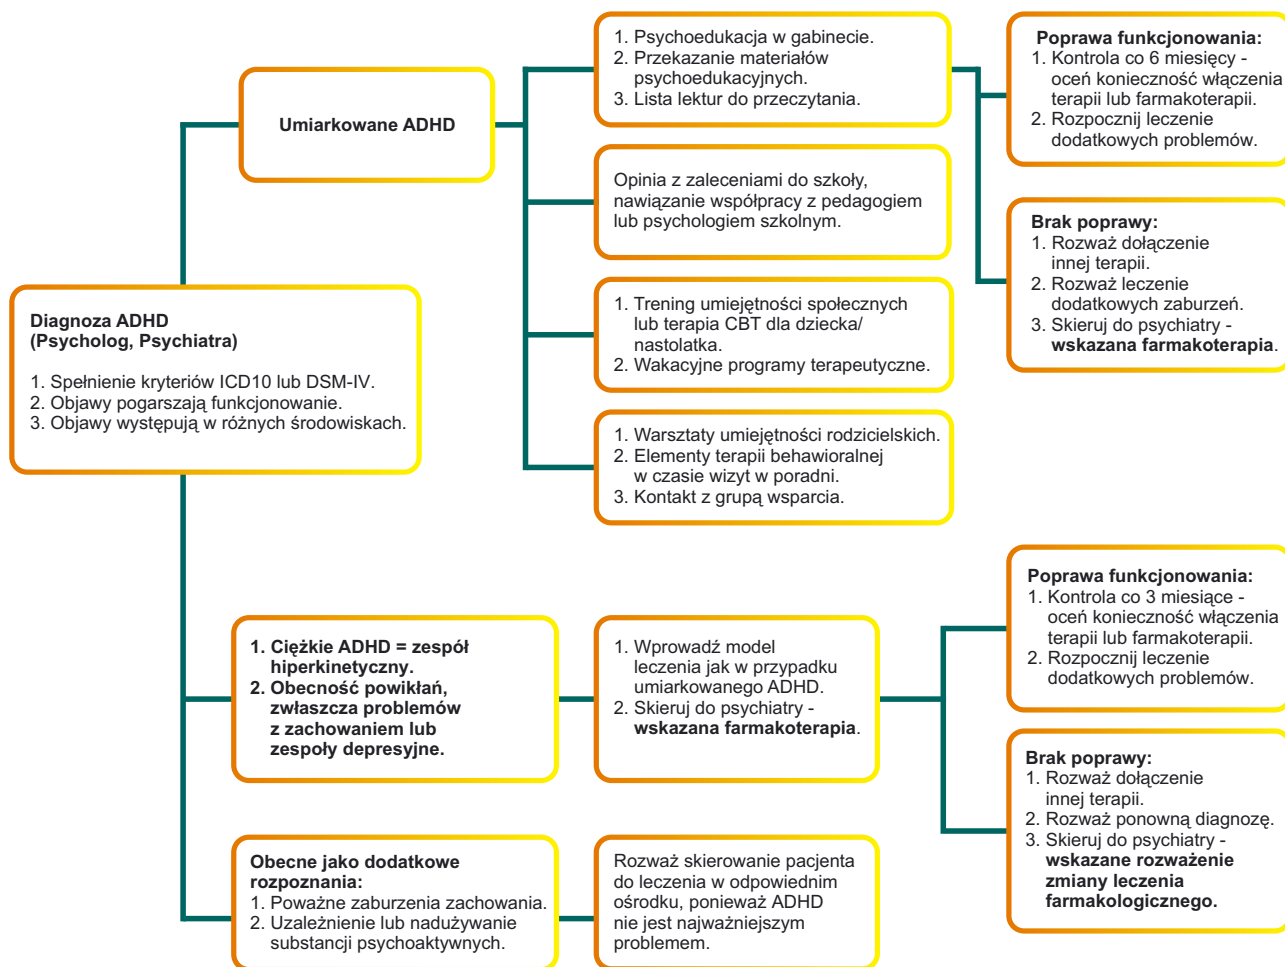 Diagnoza ADHD
(Psycholog, Psychiatra)
1. Spełnienie kryteriów ICD10 lub DSM-IV.
2. Objawy pogarszają funkcjonowanie.
3. Objawy występują w różnych środowiskach.
Umiarkowane ADHD
1. Psychoedukacja w gabinecie.
2. Przekazanie materiałów
psychoedukacyjnych.
3. Lista lektur do przeczytania.
Opinia z zaleceniami do szkoły,
nawiązanie współpracy z pedagogiem
lub psychologiem szkolnym.
1. Trening umiejętności społecznych
lub terapia CBT dla dziecka/
nastolatka.
2. Wakacyjne programy terapeutyczne.
1. Warsztaty umiejętności rodzicielskich.
2. Elementy terapii behawioralnej
w czasie wizyt w poradni.
3. Kontakt z grupą wsparcia.
Poprawa funkcjonowania:
1. Kontrola co 6 miesięcy -
oceń konieczność włączenia
terapii lub farmakoterapii.
2. Rozpocznij leczenie
dodatkowych problemów.
Brak poprawy:
1. Rozważ dołączenie
innej terapii.
2. Rozważ leczenie
dodatkowych zaburzeń.
3. Skieruj do psychiatry -
wskazana farmakoterapia.
1. Ciężkie ADHD = zespół
hiperkinetyczny.
2. Obecność powikłań,
zwłaszcza problemów
z zachowaniem lub
zespoły depresyjne.
1. Wprowadź model
leczenia jak w przypadku
umiarkowanego ADHD.
2. Skieruj do psychiatry -
wskazana farmakoterapia.
Poprawa funkcjonowania:
1. Kontrola co 3 miesiące -
oceń konieczność włączenia
terapii lub farmakoterapii.
2. Rozpocznij leczenie
dodatkowych problemów.
Brak poprawy:
1. Rozważ dołączenie
innej terapii.
2. Rozważ ponowną diagnozę.
3. Skieruj do psychiatry -
wskazane rozważenie
zmiany leczenia
farmakologicznego.
Obecne jako dodatkowe
rozpoznania:
1. Poważne zaburzenia zachowania.
2. Uzależnienie lub nadużywanie
substancji psychoaktywnych.
Rozważ skierowanie pacjenta
do leczenia w odpowiednim
ośrodku, ponieważ ADHD
nie jest najważniejszym
problemem.